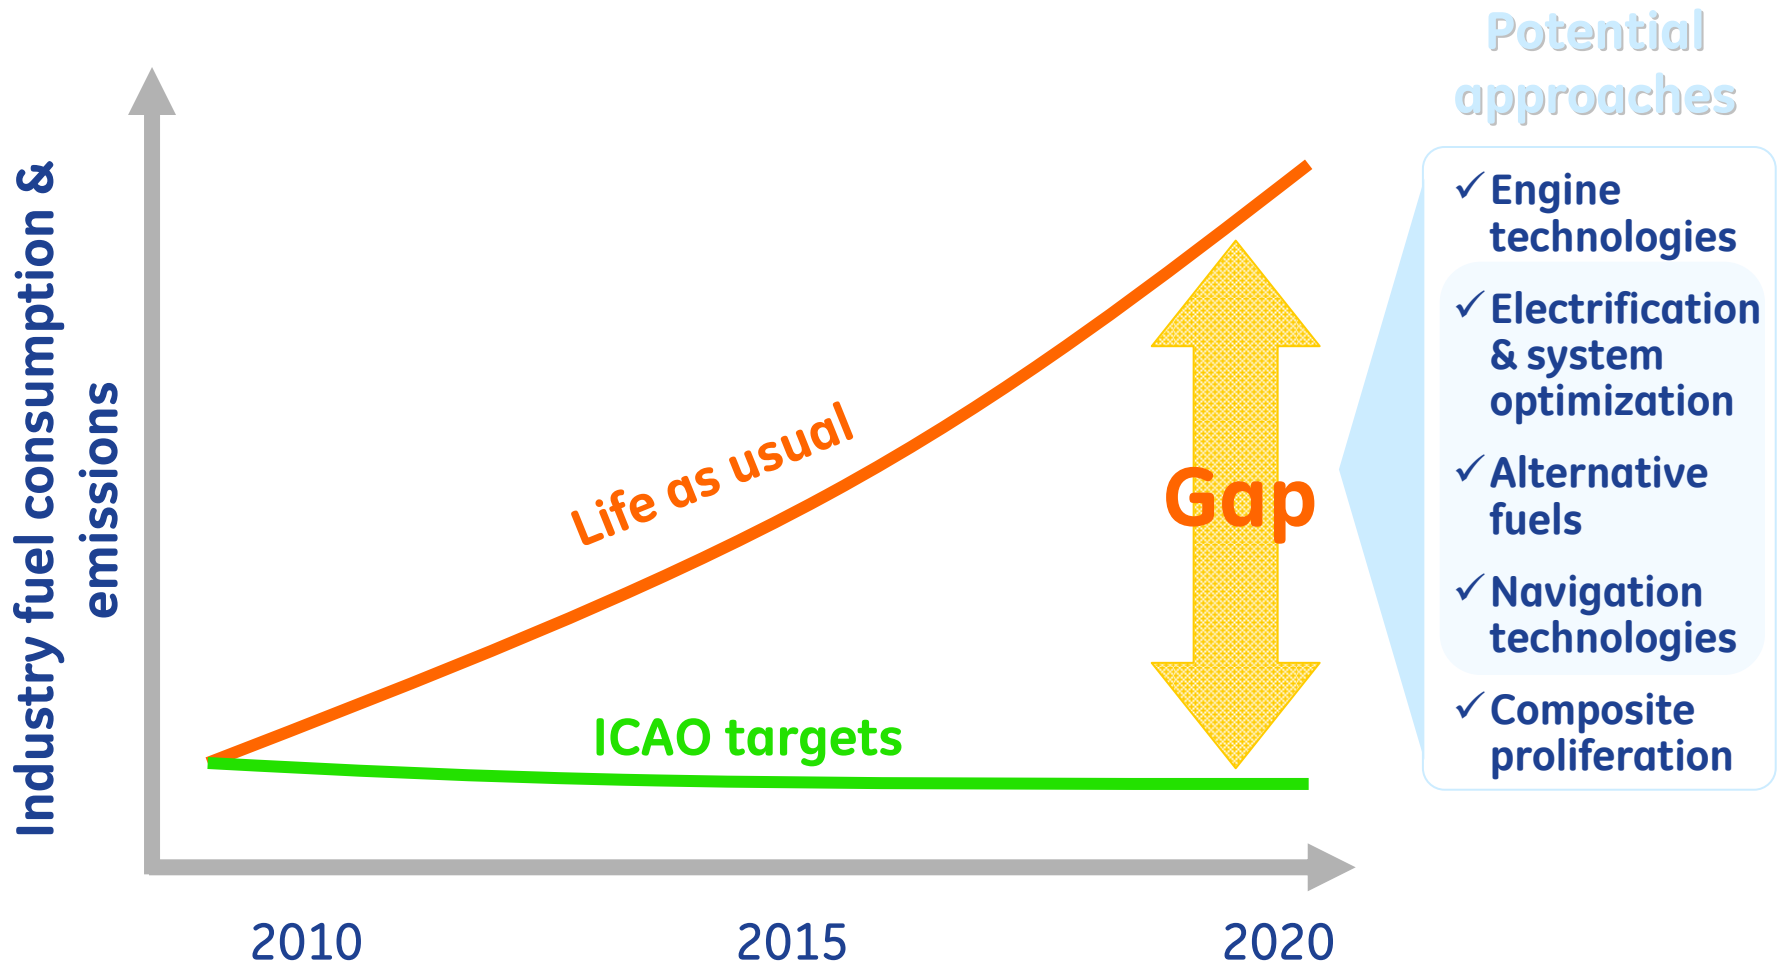 Potential
approaches
Industry fuel consumption &
emissions
Life as usual
ICAO targets
Gap
✓ Engine
technologies
✓ Electrification
& system
optimization
✓ Alternative
fuels
✓ Navigation
technologies
✓ Composite
proliferation
2010
2015
2020